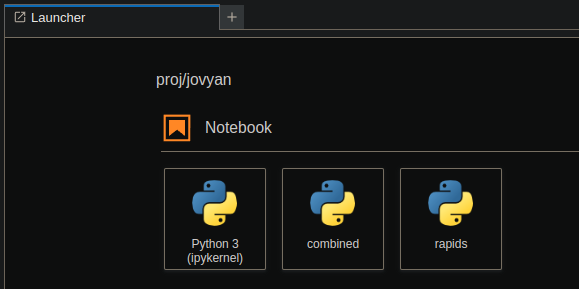 Launcher
+
proj/jovyan
Notebook
Python 3
(ipykernel)
combined
rapids